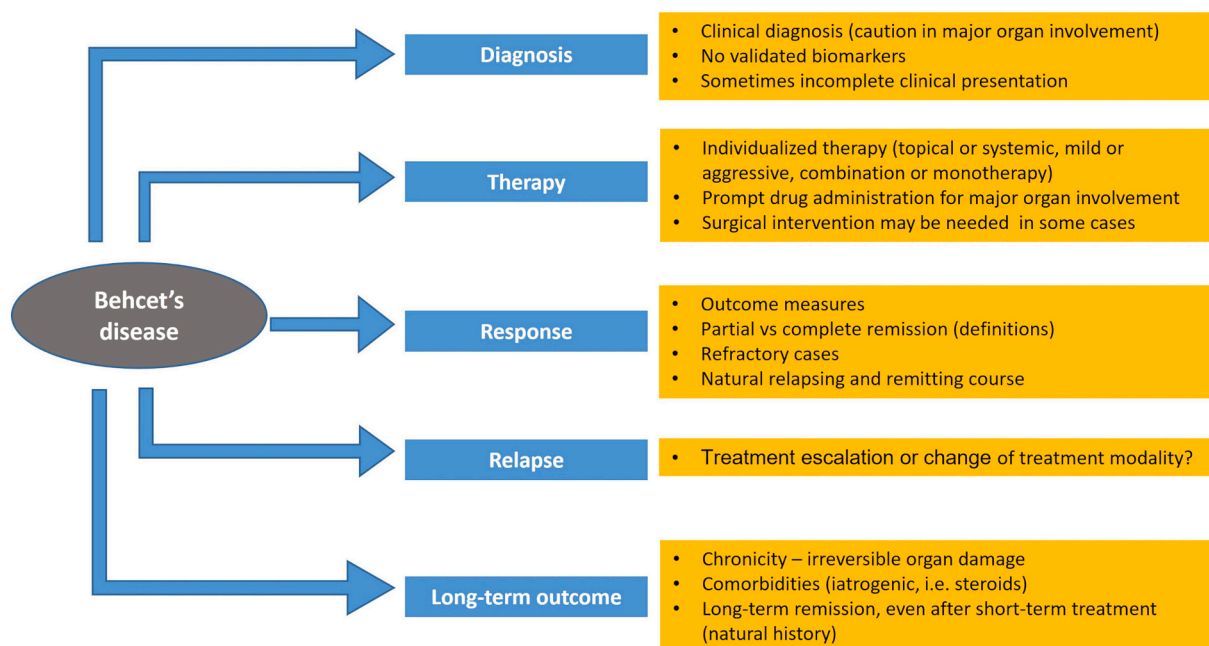 Behcet's
disease
Diagnosis
• Clinical diagnosis (caution in major organ involvement)
• No validated biomarkers
• Sometimes incomplete clinical presentation
Therapy
• Individualized therapy (topical or systemic, mild or
aggressive, combination or monotherapy)
• Prompt drug administration for major organ involvement
• Surgical intervention may be needed in some cases
Response
• Outcome measures
• Partial vs complete remission (definitions)
• Refractory cases
• Natural relapsing and remitting course
Relapse
• Treatment escalation or change of treatment modality?
Long-term outcome
• Chronicity – irreversible organ damage
• Comorbidities (iatrogenic, i.e. steroids)
• Long-term remission, even after short-term treatment
(natural history)